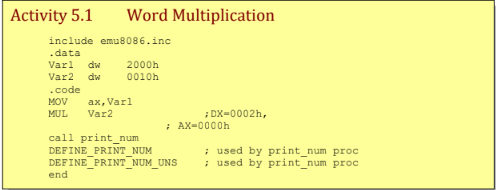 Activity 5.1 Word Multiplication
include emu8086.inc
.data
Var1 dw 2000h
Var2 dw 0010h
.code
MOV ax,Var1
MUL Var2 ;DX=0002h,
; AX=0000h
call print_num
DEFINE_PRINT_NUM ; used by print_num proc
DEFINE_PRINT_NUM_UNS ; used by print_num proc
end